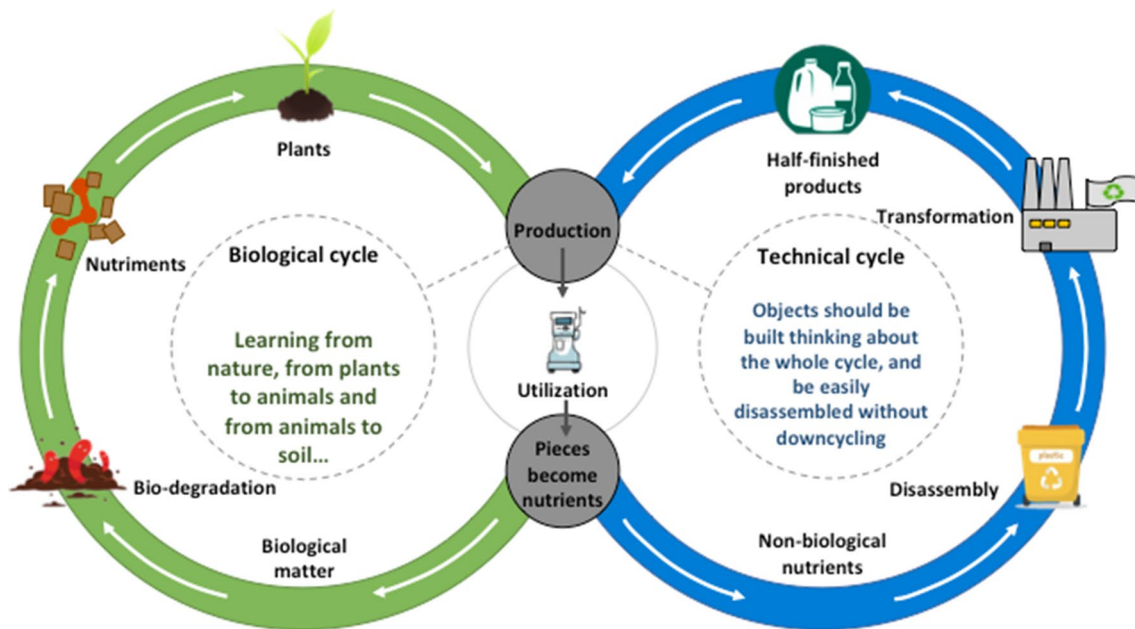 Plants
Half-finished
products
Transformation
Production
Nutriments
Biological cycle
Technical cycle
Learning from
nature, from plants
to animals and
from animals to
soil...
Objects should be
built thinking about
the whole cycle, and
be easily
disassembled without
downcycling
Utilization
Pieces
become
nutrients
Bio-degradation
plastic
Disassembly
Biological
matter
Non-biological
nutrients